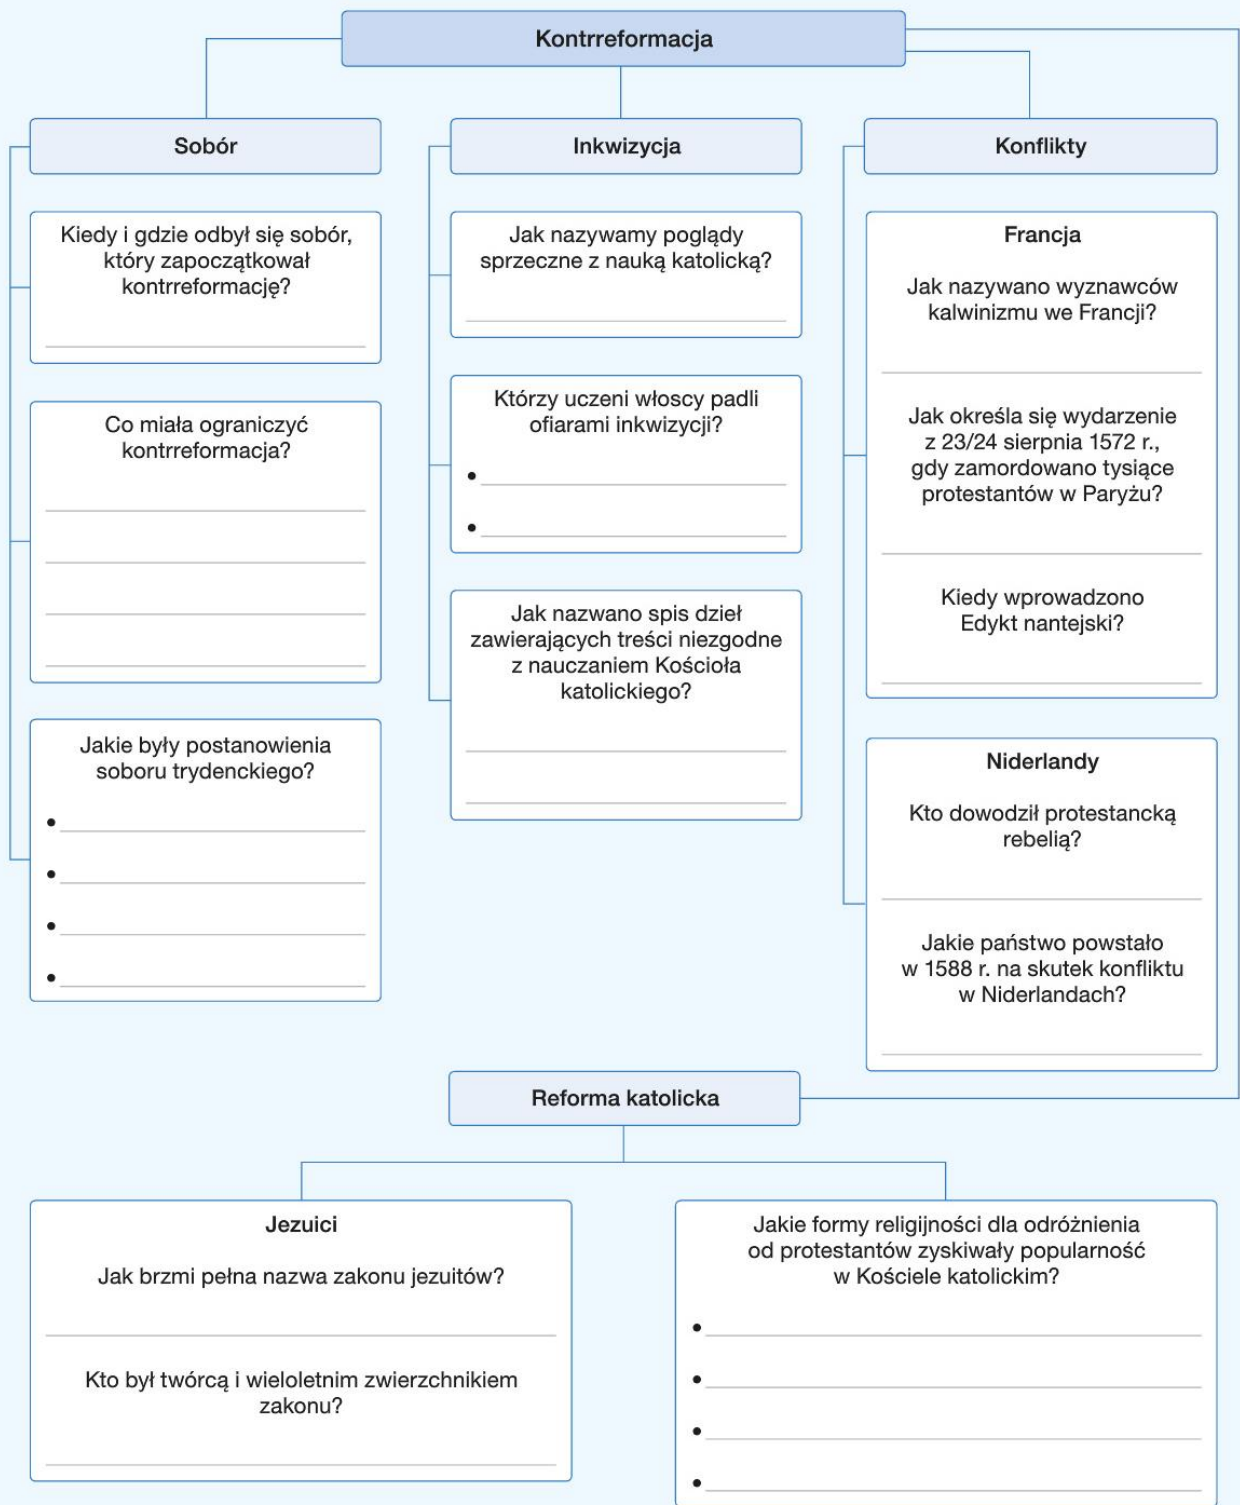 Kontrreformacja
Sobór
Kiedy i gdzie odbył się sobór,
który zapoczątkował
kontrreformację?
Co miała ograniczyć
kontrreformacja?
Jakie były postanowienia
soboru trydenckiego?
•
•
•
•
Inkwizycja
Jak nazywamy poglądy
sprzeczne z nauką katolicką?
Którzy uczeni włoscy padli
ofiarami inkwizycji?
•
•
Jak nazwano spis dzieł
zawierających treści niezgodne
z nauczaniem Kościoła
katolickiego?
Konflikty
Francja
Jak nazywano wyznawców
kalwinizmu we Francji?
Jak określa się wydarzenie
z 23/24 sierpnia 1572 r.,
gdy zamordowano tysiące
protestantów w Paryżu?
Kiedy wprowadzono
Edykt nantejski?
Niderlandy
Kto dowodził protestancką
rebelią?
Jakie państwo powstało
w 1588 r. na skutek konfliktu
w Niderlandach?
Reforma katolicka
Jezuici
Jak brzmi pełna nazwa zakonu jezuitów?
Kto był twórcą i wieloletnim zwierzchnikiem
zakonu?
Jakie formy religijności dla odróżnienia
od protestantów zyskiwały popularność
w Kościele katolickim?
•
•
•
•